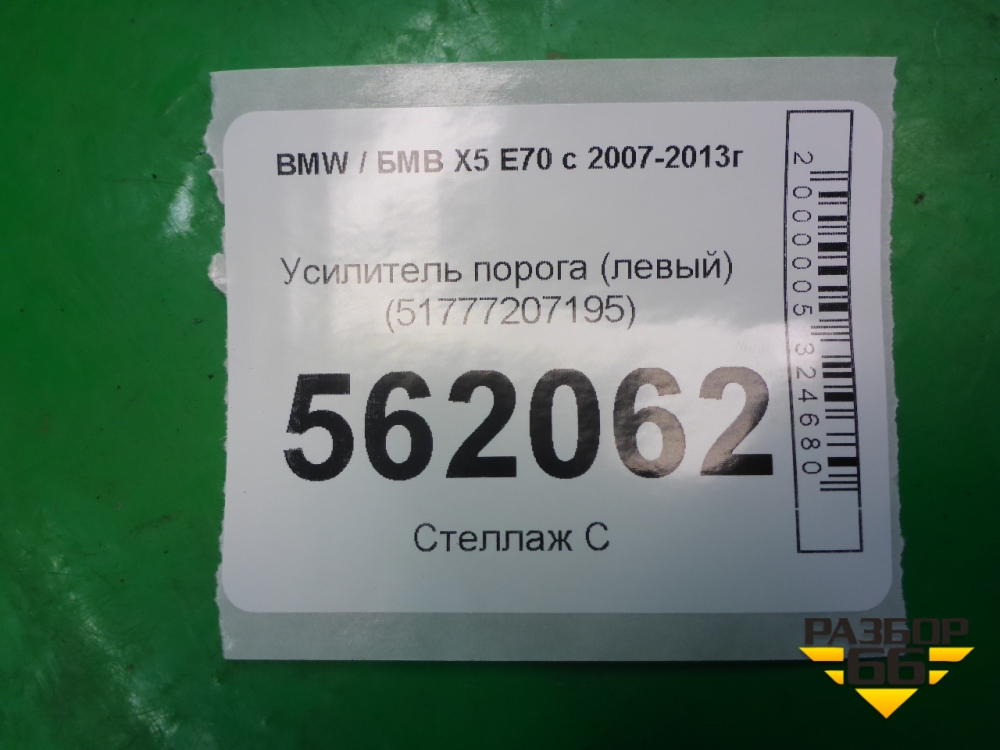 BMW / БМВ X5 E70 с 2007-2013г
Усилитель порога (левый)
(51777207195)
562062
Стеллаж С
2000005324680
РАЗБОР
66